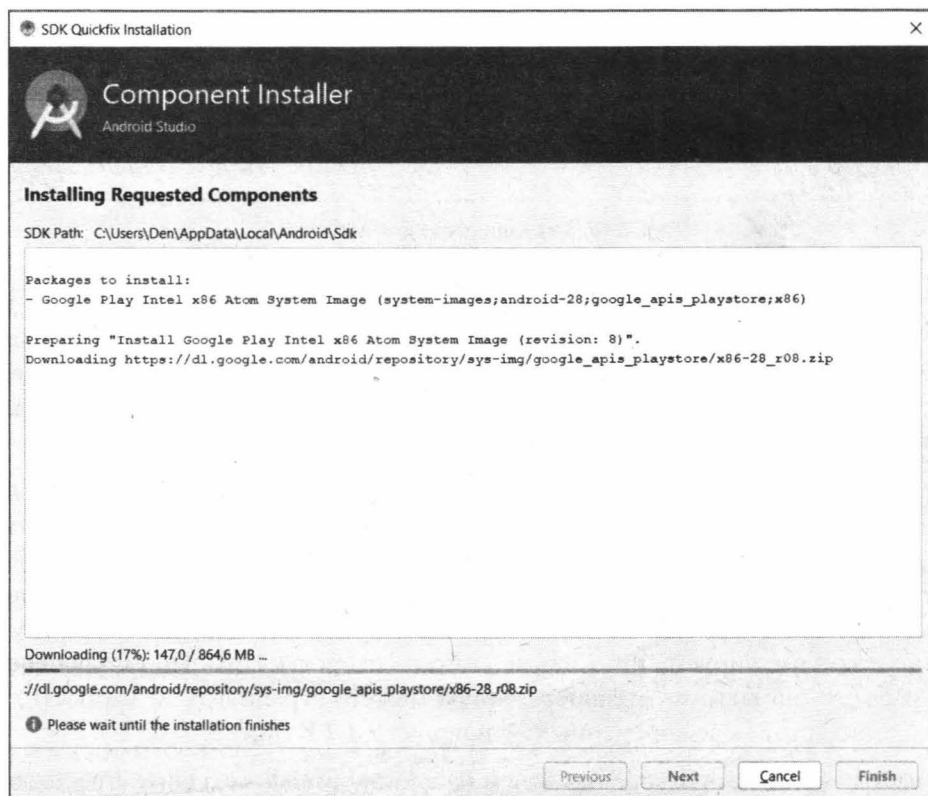 SDK Quickfix Installation
Component Installer
Android Studio
Installing Requested Components
SDK Path: C:\Users\Den\AppData\Local\Android\Sdk
Packages to install:
- Google Play Intel x86 Atom System Image (system-images;android-28;google_apis_playstore;x86)
Preparing "Install Google Play Intel x86 Atom System Image (revision: 8)".
Downloading https://dl.google.com/android/repository/sys-img/google_apis_playstore/x86-28_r08.zip
Downloading (17%): 147,0 / 864,6 MB ...
://dl.google.com/android/repository/sys-img/google_apis_playstore/x86-28_r08.zip
Please wait until the installation finishes
Previous Next Cancel Finish